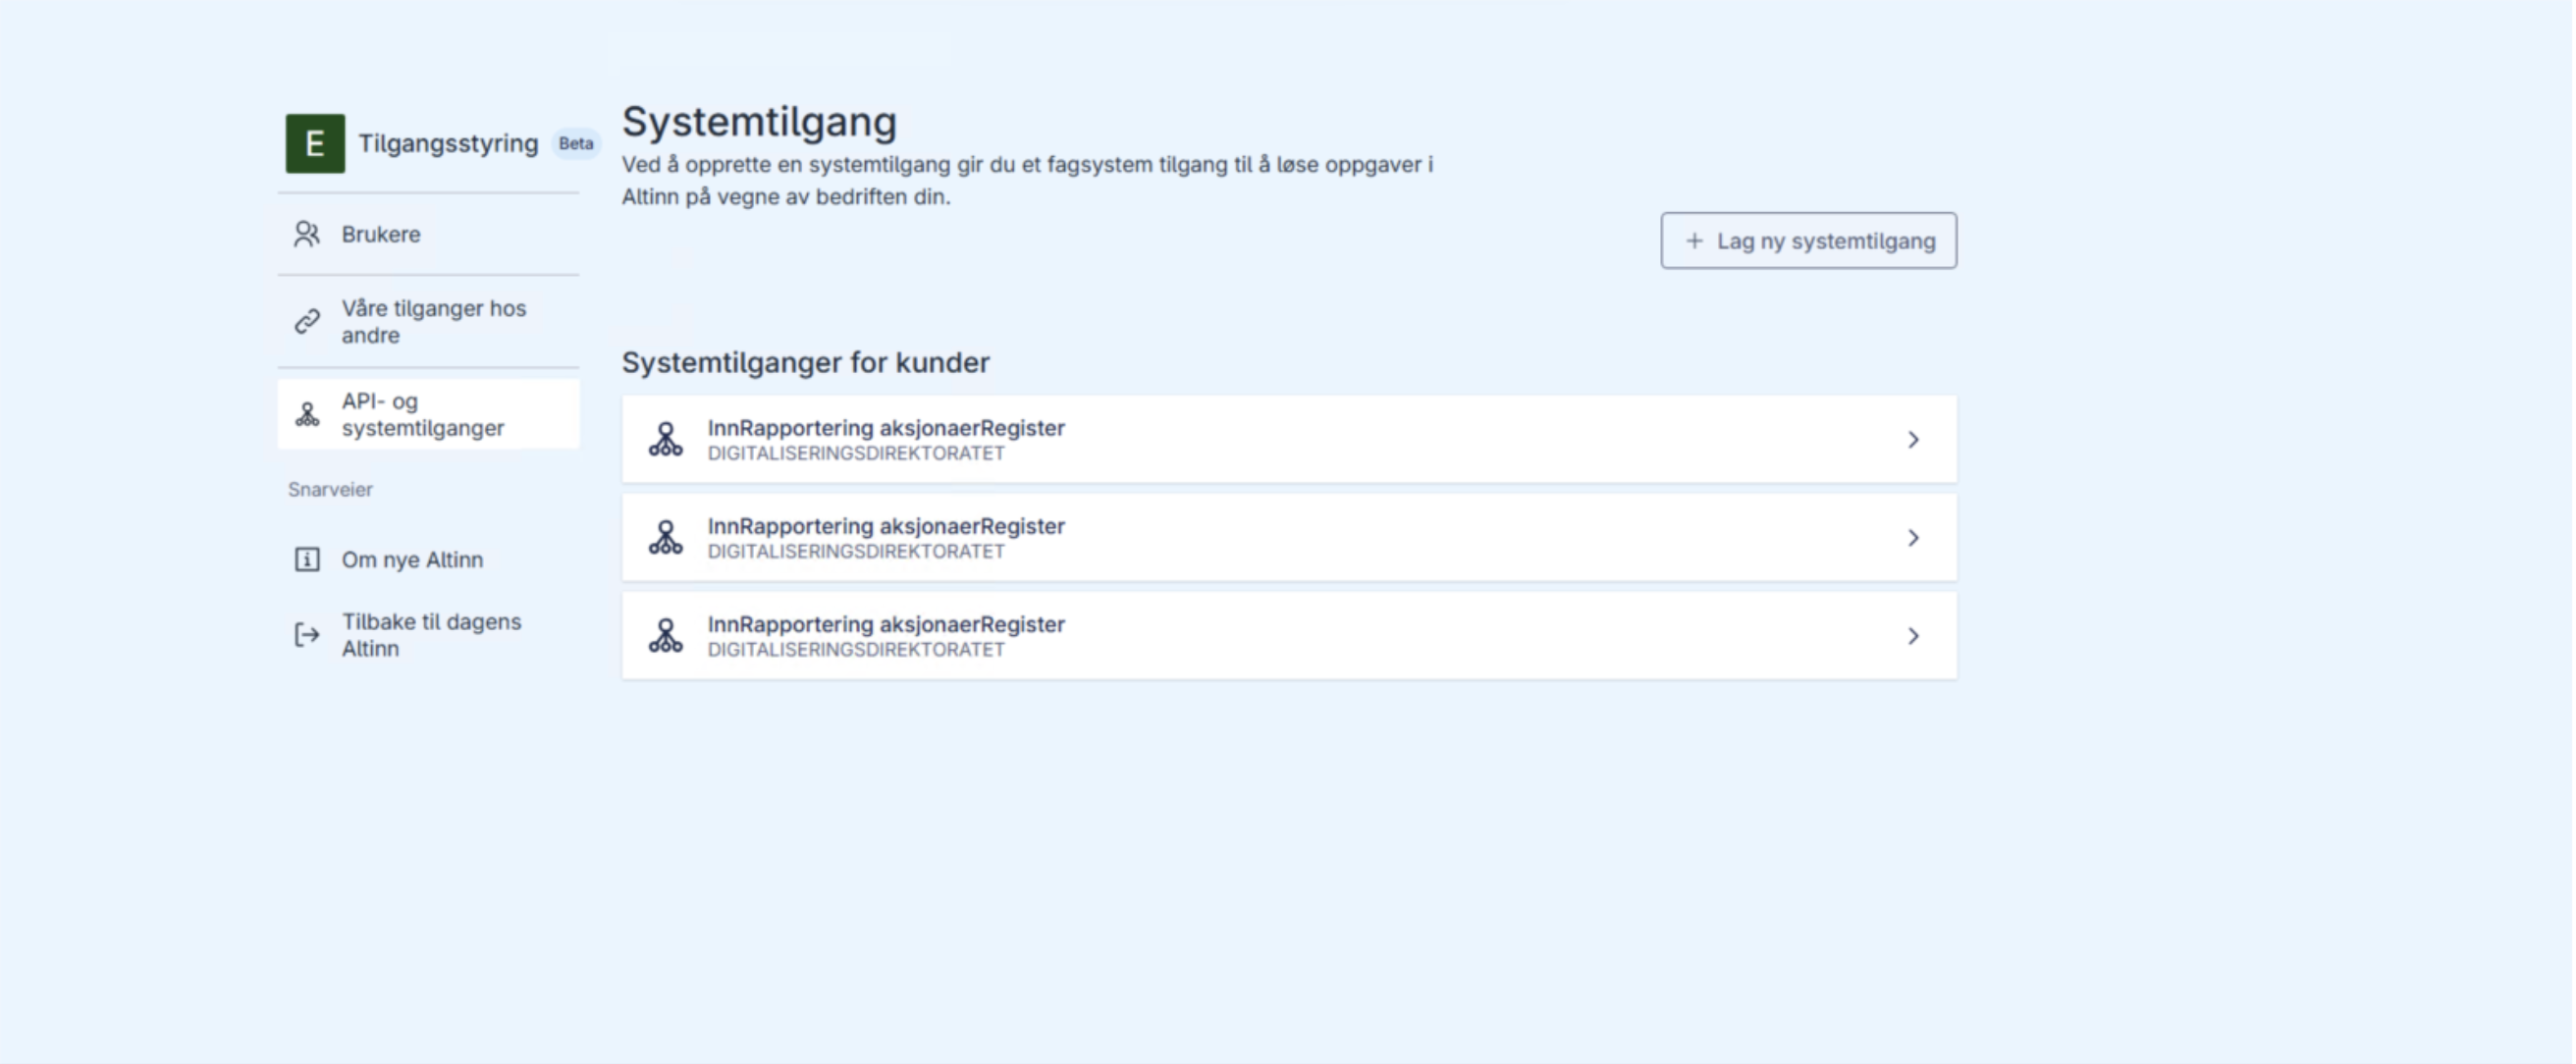 E
Tilgangsstyring
Beta
Brukere
Våre tilganger hos
andre
API- og
systemtilganger
Snarveier
Om nye Altinn
Tilbake til dagens
Altinn
Systemtilgang
Ved å opprette en systemtilgang gir du et fagsystem tilgang til å løse oppgaver i
Altinn på vegne av bedriften din.
+ Lag ny systemtilgang
Systemtilganger for kunder
InnRapportering aksjonaerRegister
DIGITALISERINGSDIREKTORATET
InnRapportering aksjonaerRegister
DIGITALISERINGSDIREKTORATET
InnRapportering aksjonaerRegister
DIGITALISERINGSDIREKTORATET